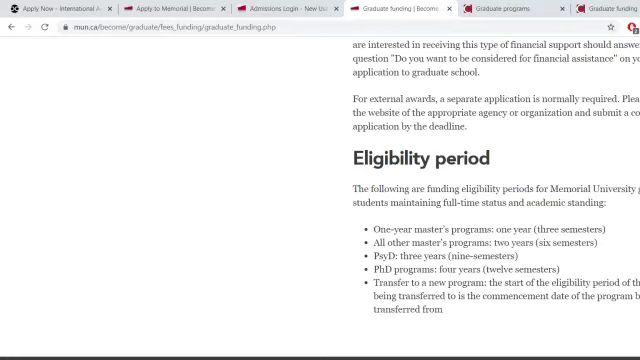 Apply Now - International Ap
Apply to Memorial | Become
Admissions Login - New Us
Graduate funding | Become
Graduate programs
Graduate funding
mun.ca/become/graduate/fees_funding/graduate_funding.php
are interested in receiving this type of financial support should answe
question "Do you want to be considered for financial assistance" on yo
application to graduate school.
For external awards, a separate application is normally required. Plea
the website of the appropriate agency or organization and submit a co
application by the deadline.
Eligibility period
The following are funding eligibility periods for Memorial University g
students maintaining full-time status and academic standing:
• One-year master's programs: one year (three semesters)
• All other master's programs: two years (six semesters)
• PsyD: three years (nine-semesters)
• PhD programs: four years (twelve semesters)
• Transfer to a new program: the start of the eligibility period of th
being transferred to is the commencement date of the program b
transferred from